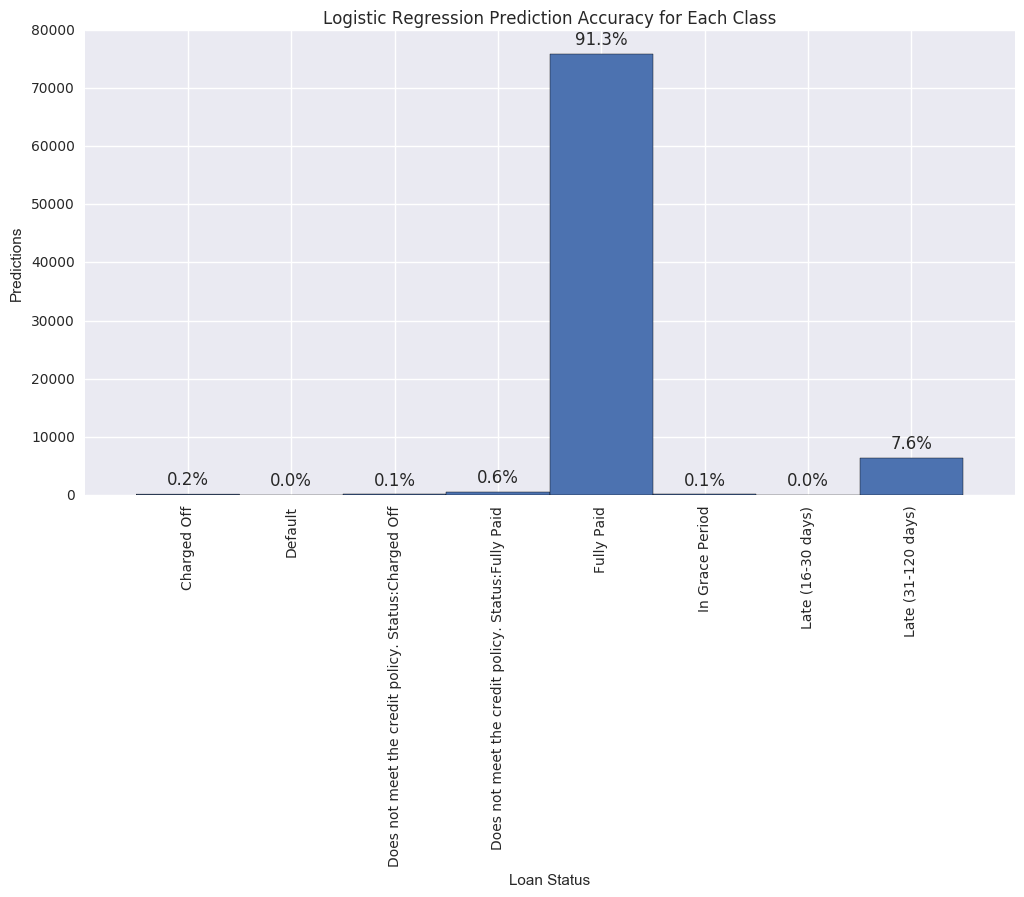 Logistic Regression Prediction Accuracy for Each Class
80000
70000
60000
50000
40000
30000
20000
10000
0
Predictions
0.2%
0.0%
0.1%
0.6%
91.3%
0.1%
0.0%
7.6%
Charged Off
Default
Does not meet the credit policy. Status:Charged Off
Does not meet the credit policy. Status:Fully Paid
Fully Paid
In Grace Period
Late (16-30 days)
Late (31-120 days)
Loan Status